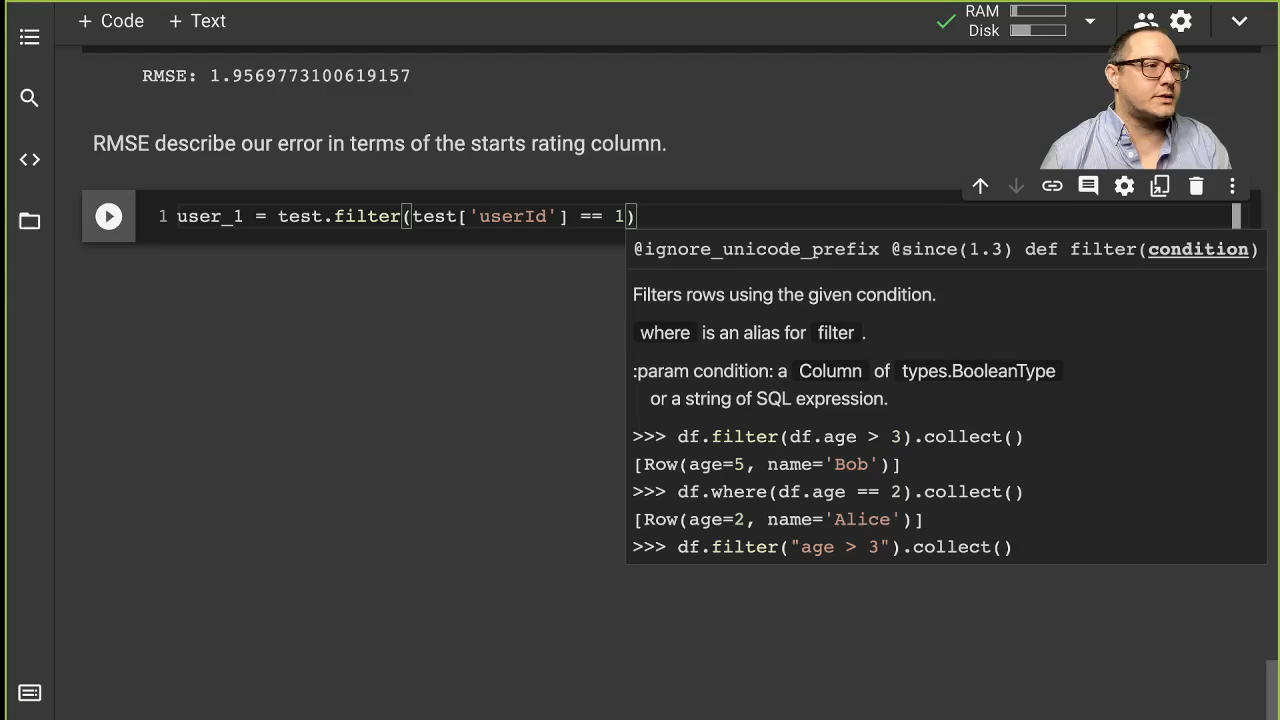 + Code + Text
RAM
Disk
RMSE: 1.9569773100619157
RMSE describe our error in terms of the starts rating column.
1 user_1 = test.filter(test['userId'] == 1)
@ignore_unicode_prefix @since(1.3) def filter(condition)
Filters rows using the given condition.
where is an alias for filter .
:param condition: a Column of types.BooleanType
or a string of SQL expression.
>>> df.filter(df.age > 3).collect()
[Row(age=5, name='Bob')]
>>> df.where(df.age == 2).collect()
[Row(age=2, name='Alice')]
>>> df.filter("age > 3").collect()